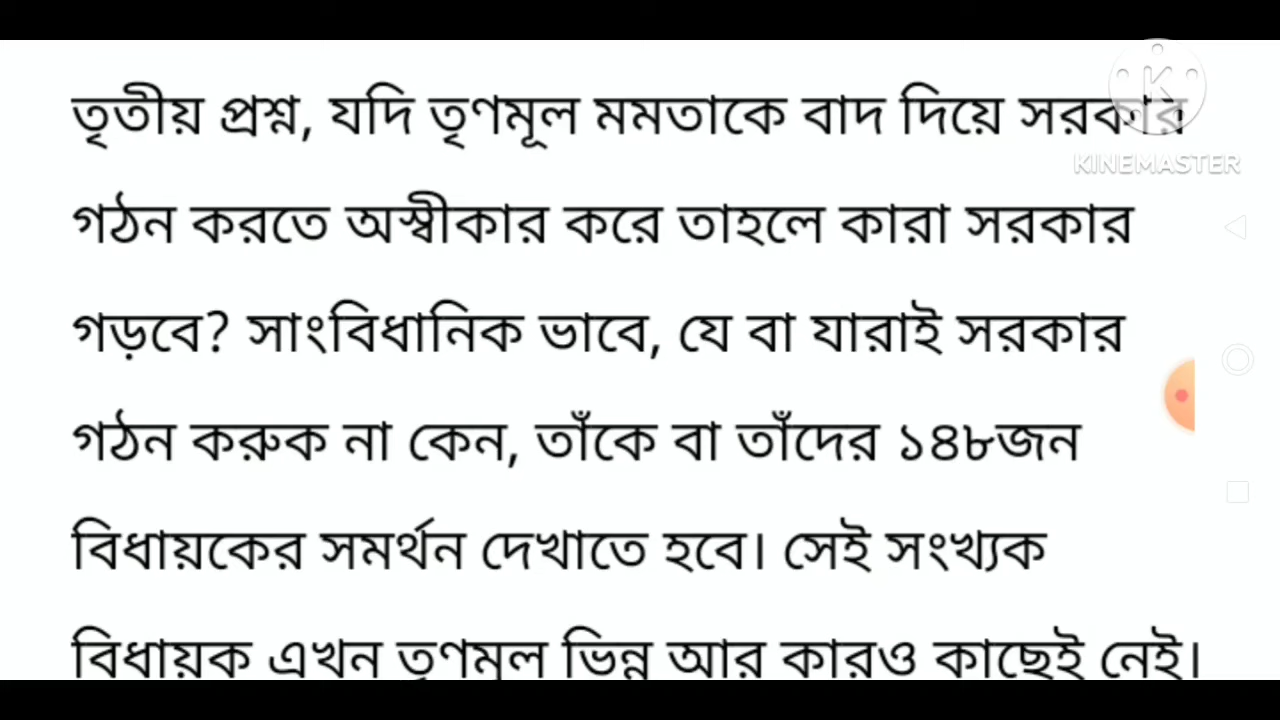 তৃতীয় প্রশ্ন, যদি তৃণমূল মমতাকে বাদ দিয়ে সরকার
KINEMASTER
গঠন করতে অস্বীকার করে তাহলে কারা সরকার
গড়বে? সাংবিধানিক ভাবে, যে বা যারাই সরকার
গঠন করুক না কেন, তাঁকে বা তাঁদের ১৪৮জন
বিধায়কের সমর্থন দেখাতে হবে। সেই সংখ্যক
বিধায়ক এখন তৃণমূল ভিন্ন আর কারও কাছেই নেই।